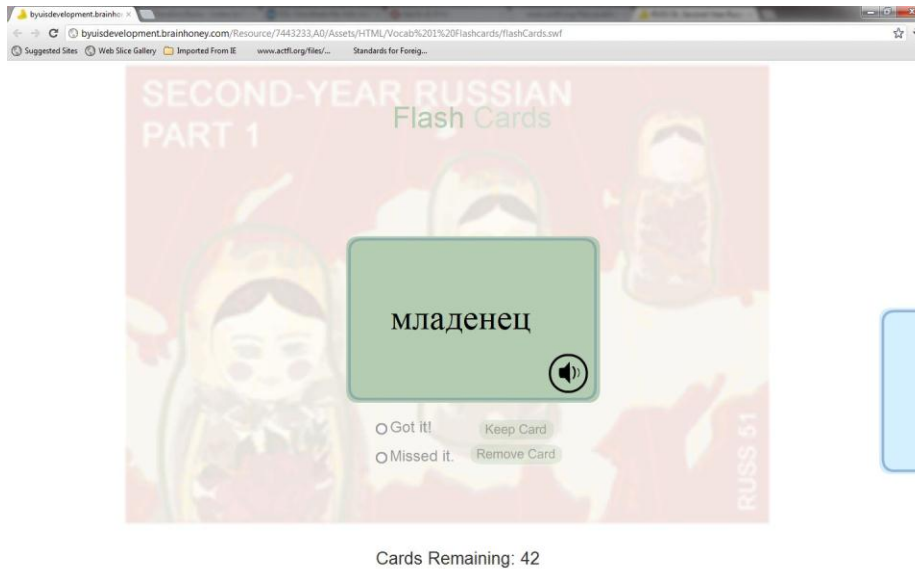 byuisdevelopment.brainho
byuisdevelopment.brainhoney.com/Resource/7443233,A0/Assets/HTML/Vocab%201%20Flashcards/flashCards.swf
Suggested Sites Web Slice Gallery Imported From IE www.actfl.org/files/... Standards for Foreig...
SECOND-YEAR RUSSIAN
PART 1
Flash Cards
младенец
Got it! Keep Card
Missed it. Remove Card
RUSS 51
Cards Remaining: 42